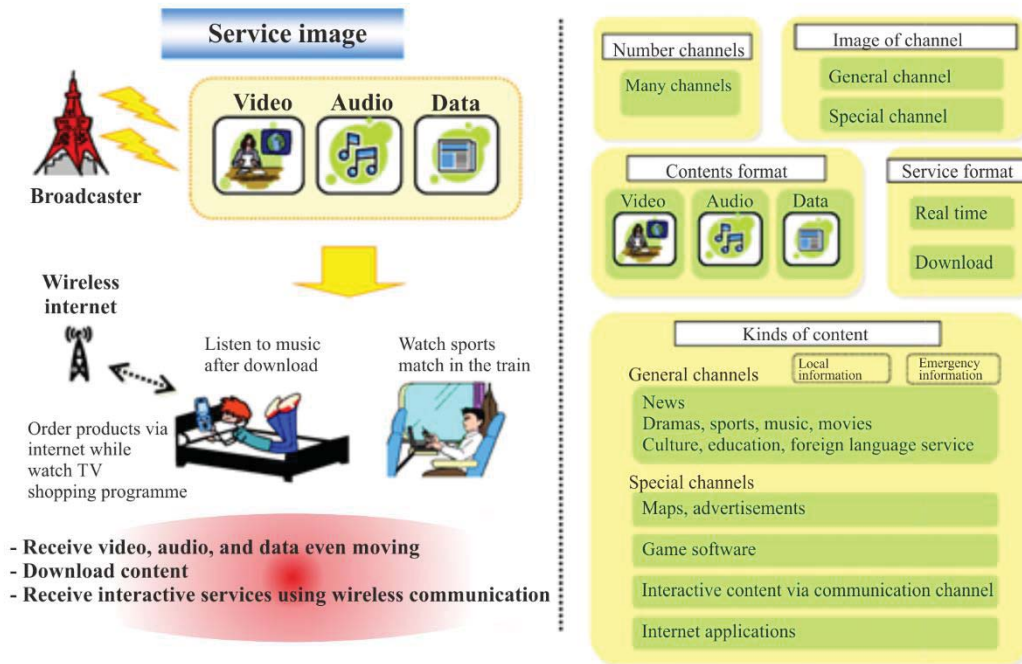 Service image
Video Audio Data
Broadcaster
Wireless
internet
Listen to music
after download
Watch sports
match in the train
Order products via
internet while
watch TV
shopping programme
- Receive video, audio, and data even moving
- Download content
- Receive interactive services using wireless communication
Number channels
Many channels
Image of channel
General channel
Special channel
Contents format
Video Audio Data
Service format
Real time
Download
Kinds of content
General channels
Local
information
Emergency
information
News
Dramas, sports, music, movies
Culture, education, foreign language service
Special channels
Maps, advertisements
Game software
Interactive content via communication channel
Internet applications